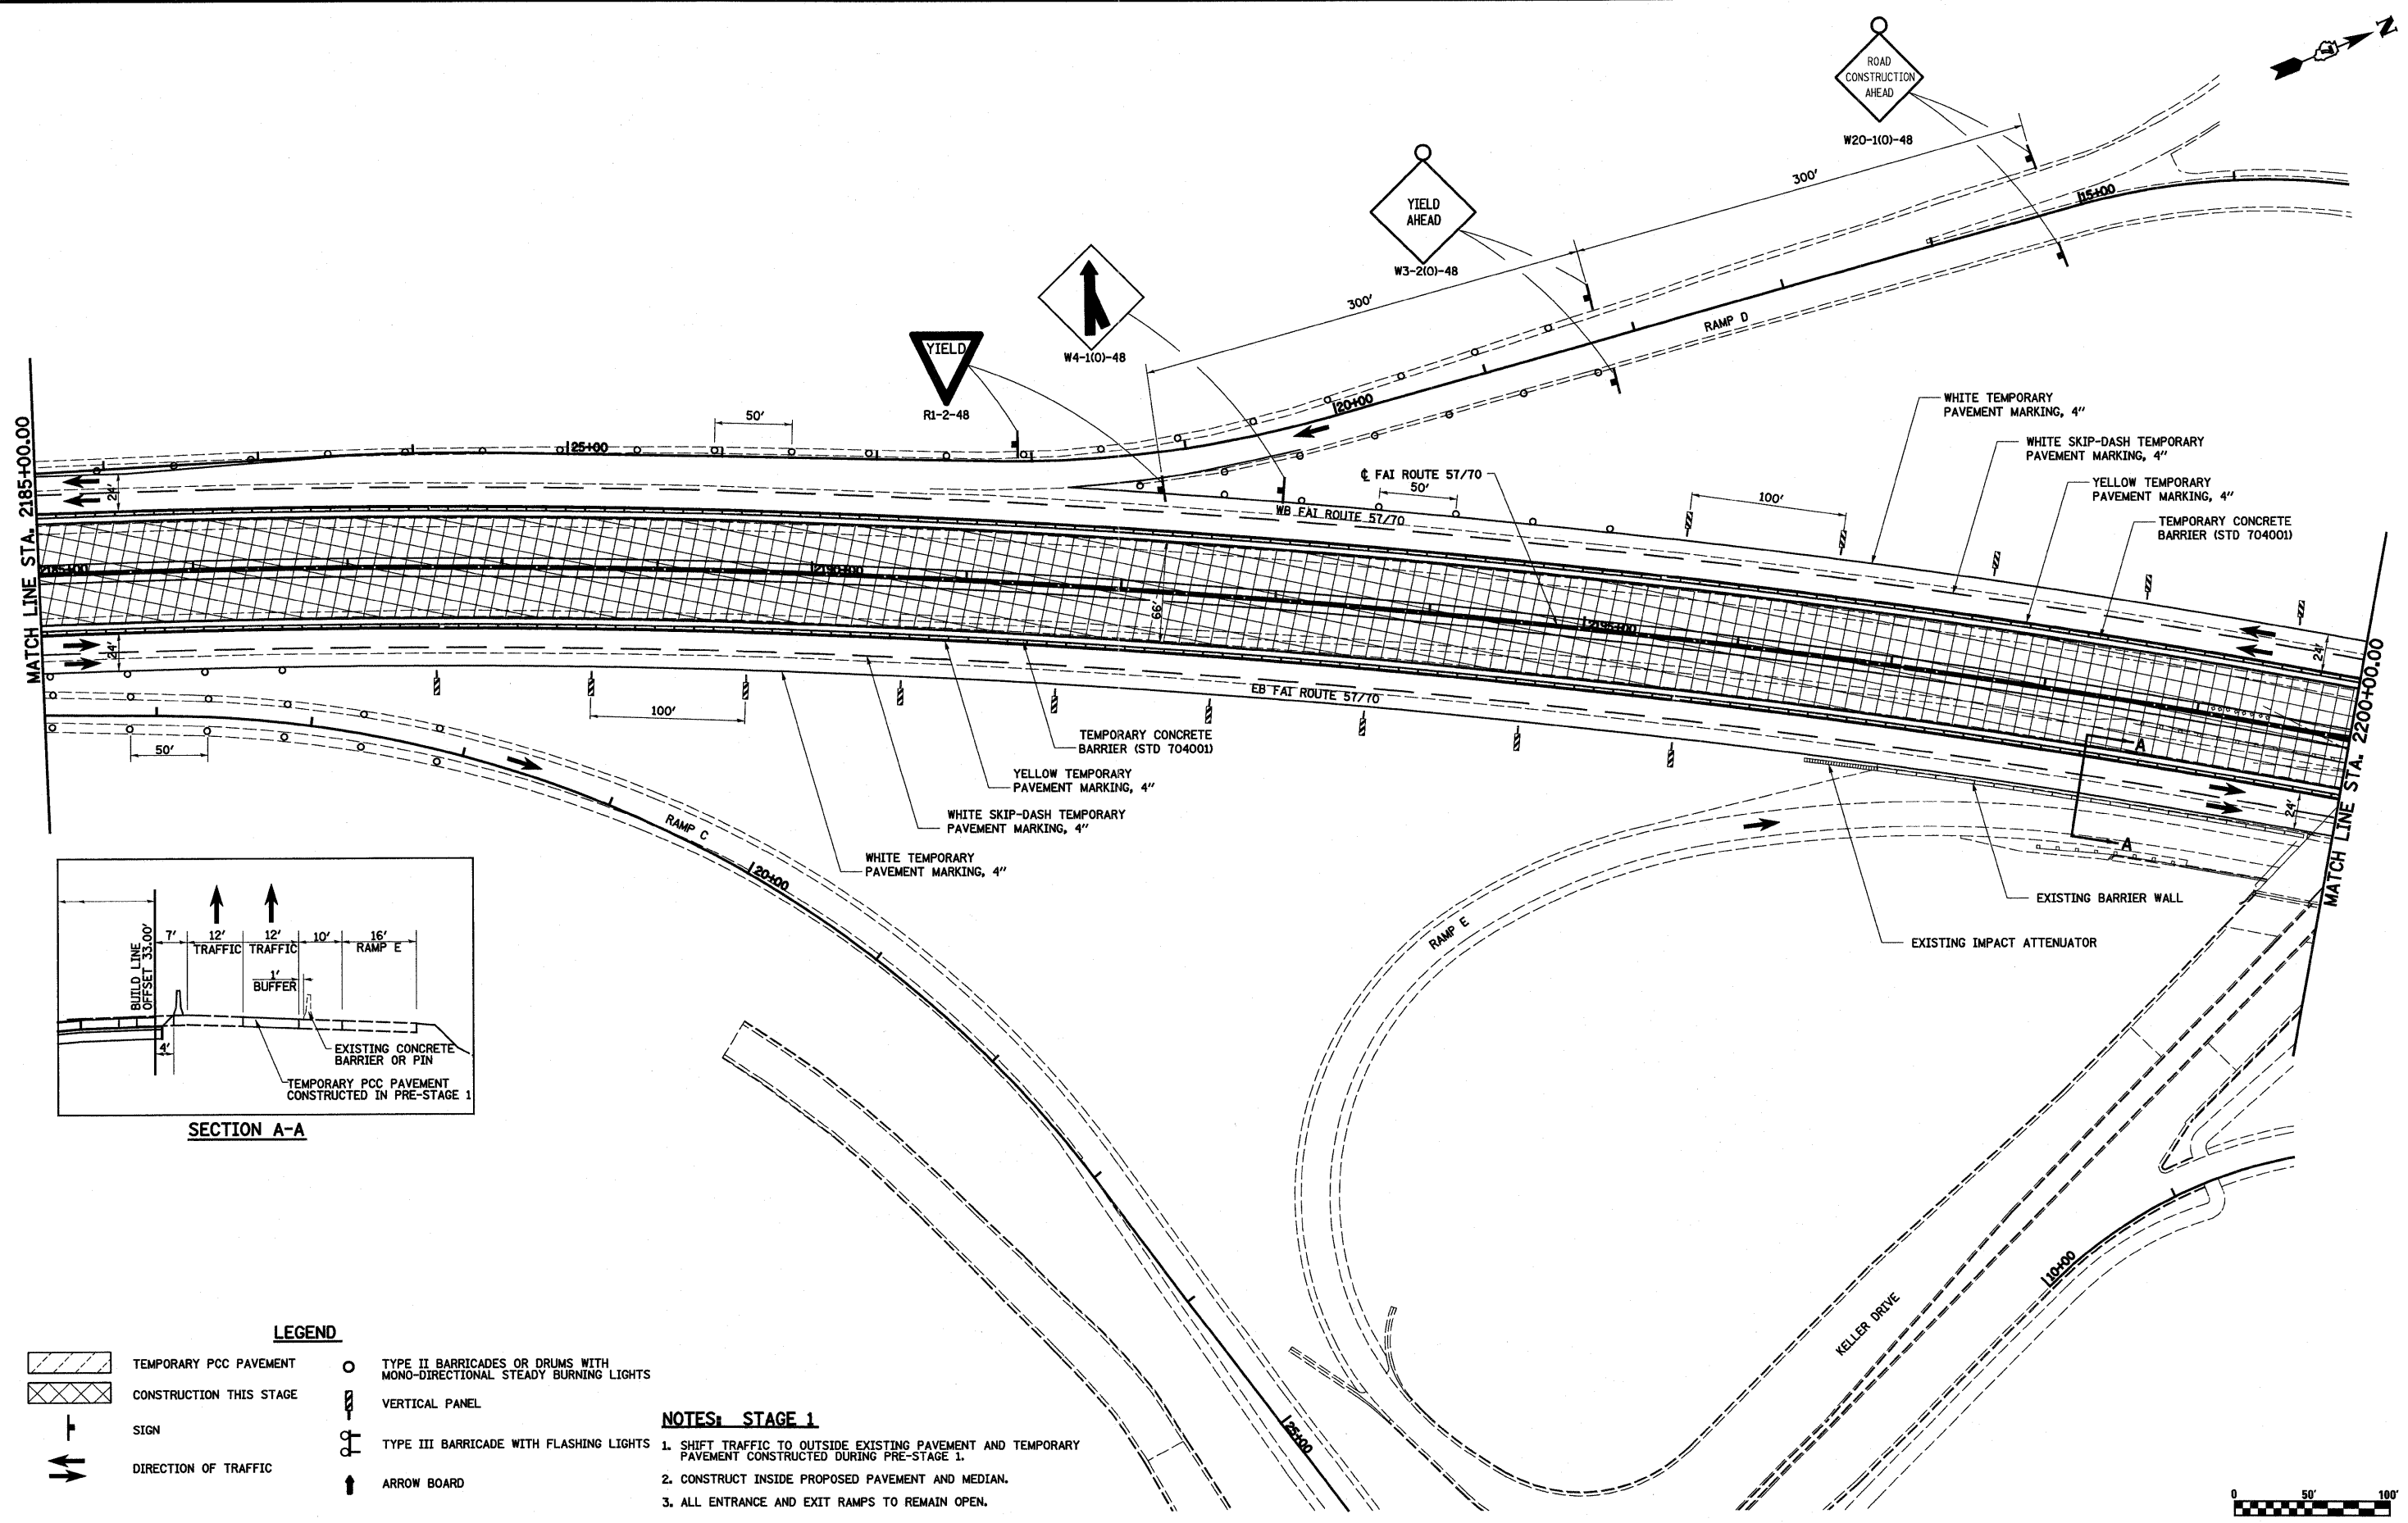 N
ROAD
CONSTRUCTION
AHEAD
W20-1(O)-48
YIELD
AHEAD
W3-2(O)-48
300'
300'
15+00
W4-1(O)-48
YIELD
R1-2-48
RAMP D
20+00
50'
25+00
℄ FAI ROUTE 57/70
50'
100'
WHITE TEMPORARY
PAVEMENT MARKING, 4"
WHITE SKIP-DASH TEMPORARY
PAVEMENT MARKING, 4"
YELLOW TEMPORARY
PAVEMENT MARKING, 4"
TEMPORARY CONCRETE
BARRIER (STD 704001)
MATCH LINE STA. 2185+00.00
24'
WB FAI ROUTE 57/70
2185+00
2190+00
66'
2195+00
24'
24'
EB FAI ROUTE 57/70
100'
50'
24'
MATCH LINE STA. 2200+00.00
A
A
TEMPORARY CONCRETE
BARRIER (STD 704001)
YELLOW TEMPORARY
PAVEMENT MARKING, 4"
WHITE SKIP-DASH TEMPORARY
PAVEMENT MARKING, 4"
WHITE TEMPORARY
PAVEMENT MARKING, 4"
RAMP C
20+00
25+00
RAMP E
EXISTING BARRIER WALL
EXISTING IMPACT ATTENUATOR
KELLER DRIVE
10+00
BUILD LINE
OFFSET 33.00'
7'
12'
12'
10'
16'
TRAFFIC
TRAFFIC
RAMP E
1'
BUFFER
4'
EXISTING CONCRETE
BARRIER OR PIN
TEMPORARY PCC PAVEMENT
CONSTRUCTED IN PRE-STAGE 1
SECTION A-A
LEGEND
TEMPORARY PCC PAVEMENT
CONSTRUCTION THIS STAGE
SIGN
DIRECTION OF TRAFFIC
TYPE II BARRICADES OR DRUMS WITH
MONO-DIRECTIONAL STEADY BURNING LIGHTS
VERTICAL PANEL
TYPE III BARRICADE WITH FLASHING LIGHTS
ARROW BOARD
NOTES: STAGE 1
1. SHIFT TRAFFIC TO OUTSIDE EXISTING PAVEMENT AND TEMPORARY
PAVEMENT CONSTRUCTED DURING PRE-STAGE 1.
2. CONSTRUCT INSIDE PROPOSED PAVEMENT AND MEDIAN.
3. ALL ENTRANCE AND EXIT RAMPS TO REMAIN OPEN.
0 50' 100'